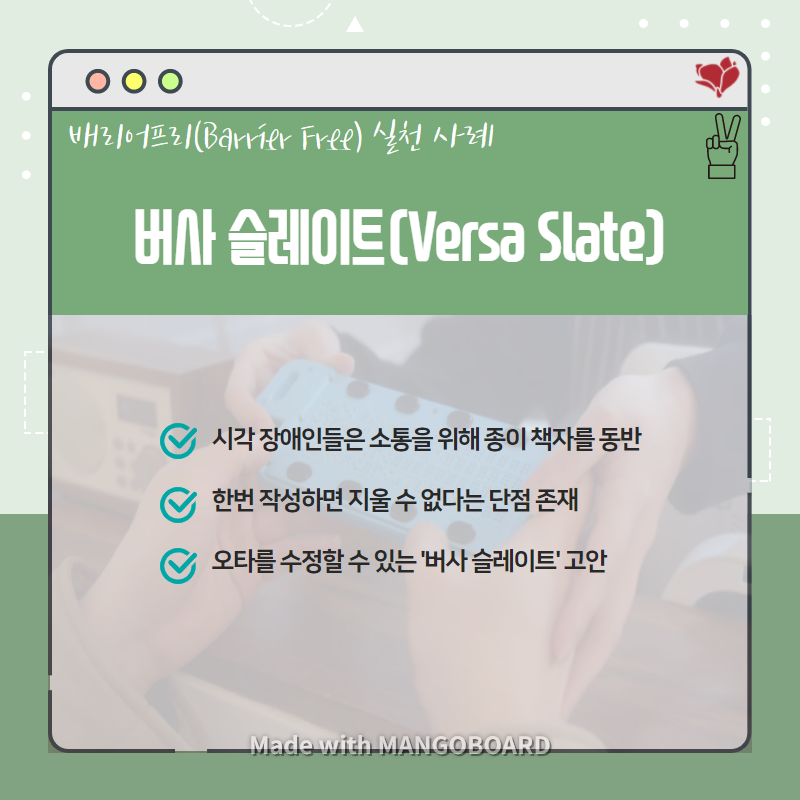 배리어프리(Barrier Free) 실천 사례
버사 슬레이트(Versa Slate)
시각 장애인들은 소통을 위해 종이 책자를 동반
한번 작성하면 지울 수 없다는 단점 존재
오타를 수정할 수 있는 '버사 슬레이트' 고안
Made with MANGOBOARD